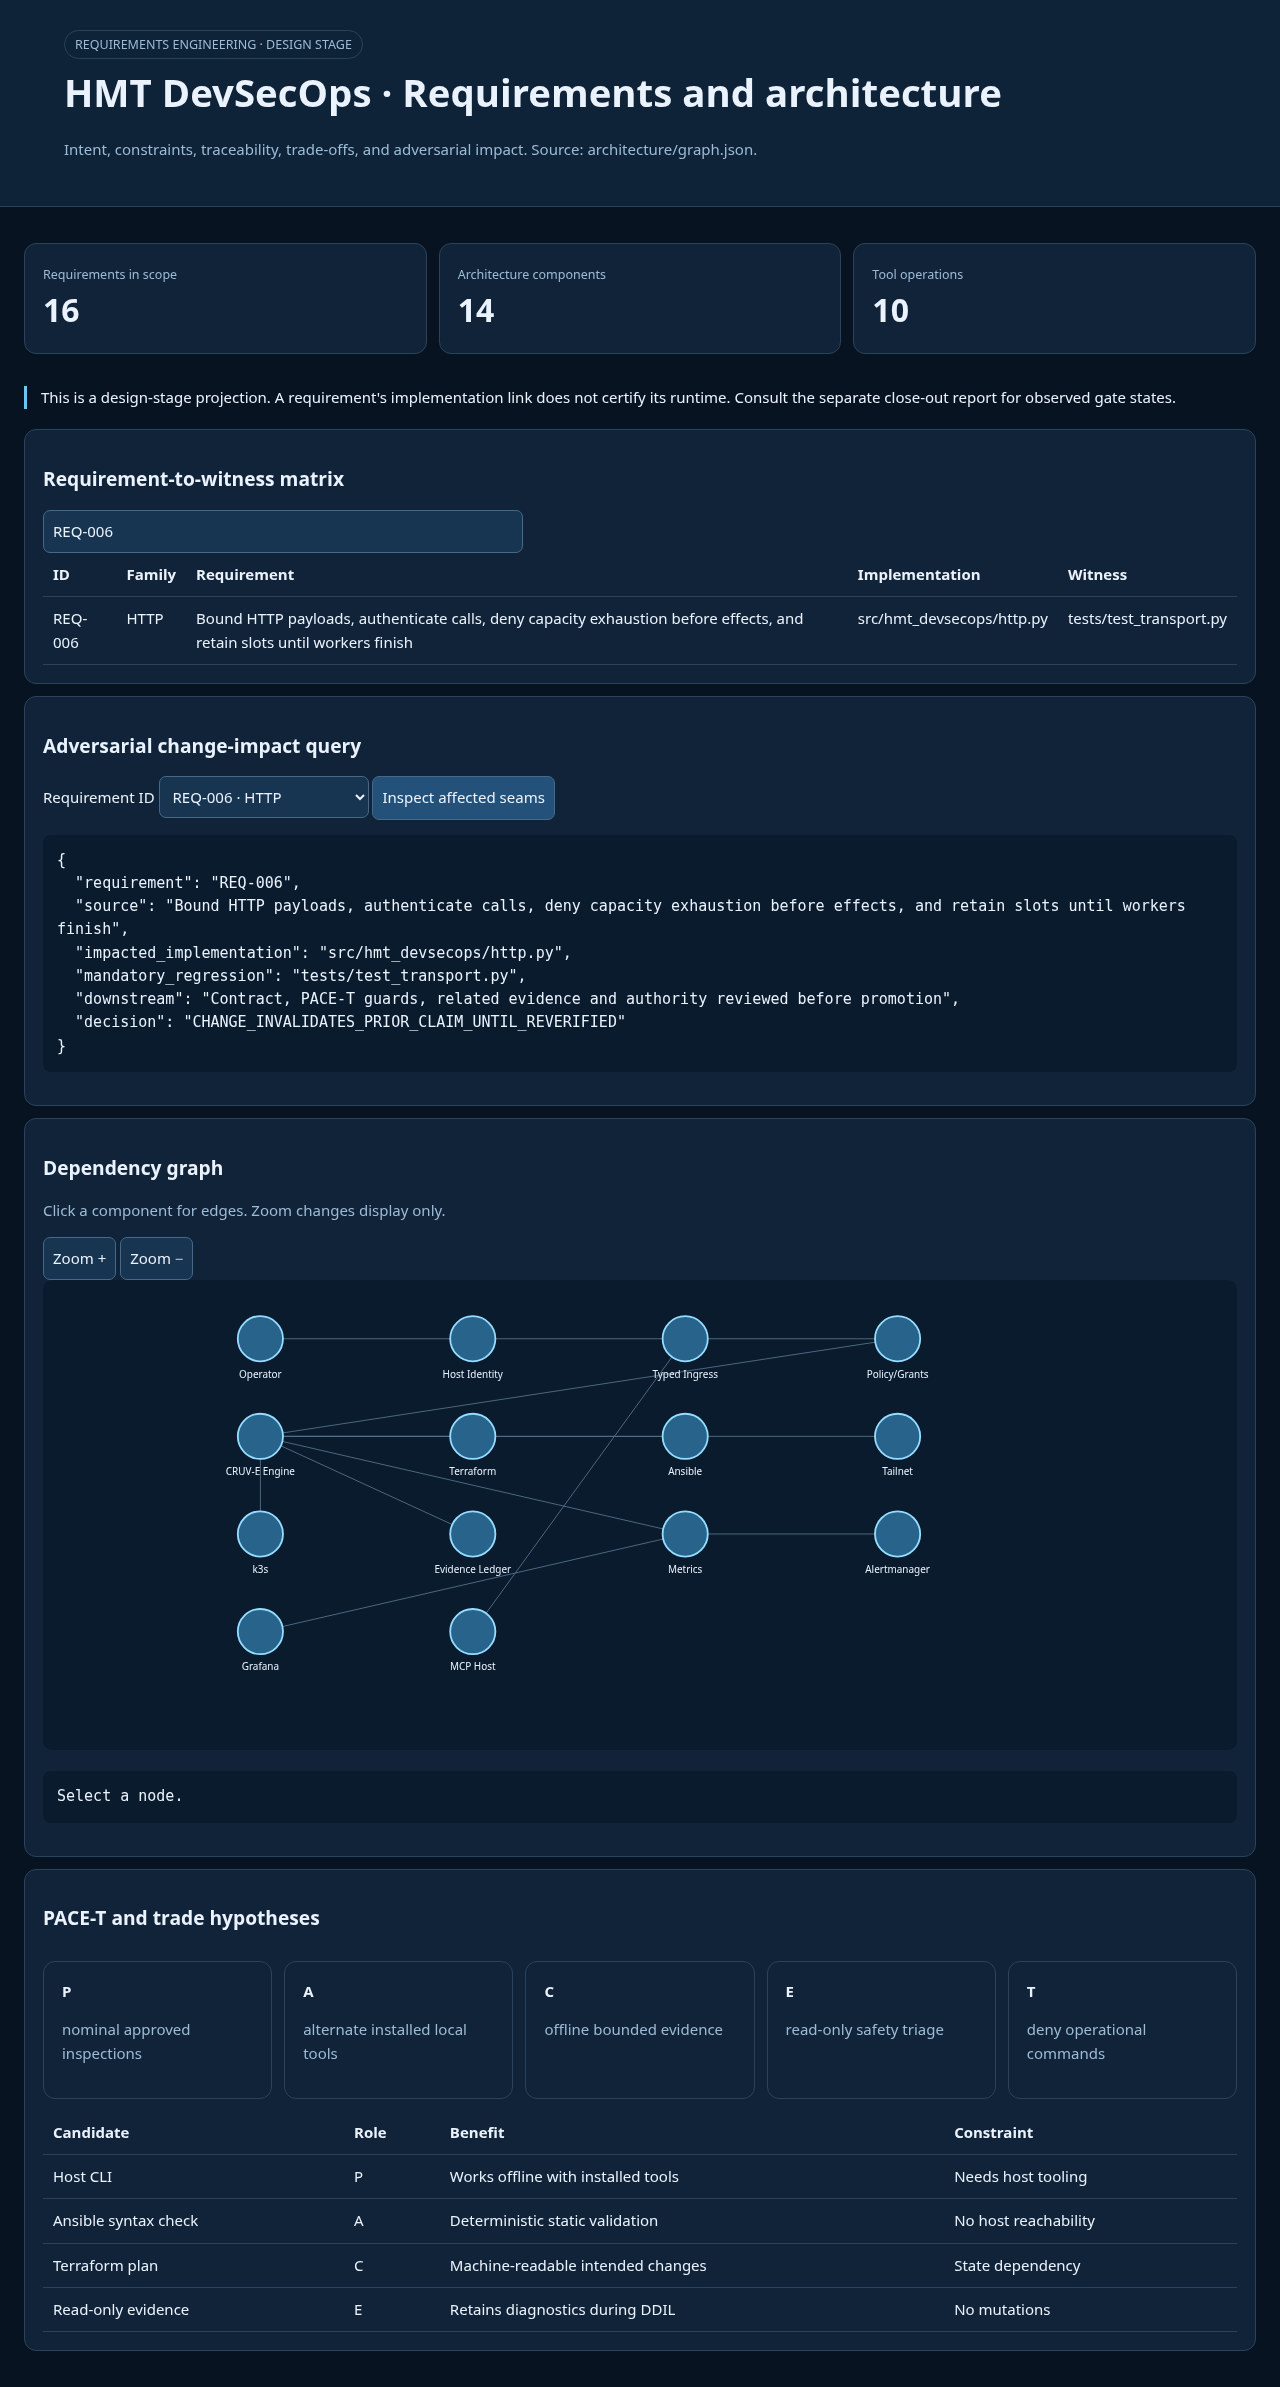 REQUIREMENTS ENGINEERING · DESIGN STAGE
HMT DevSecOps · Requirements and architecture
Intent, constraints, traceability, trade-offs, and adversarial impact. Source: architecture/graph.json.
Requirements in scope
16
Architecture components
14
Tool operations
10
This is a design-stage projection. A requirement's implementation link does not certify its runtime. Consult the separate close-out report for observed gate states.
Requirement-to-witness matrix
REQ-006
ID Family Requirement Implementation Witness
REQ- HTTP Bound HTTP payloads, authenticate calls, deny capacity exhaustion before effects, and src/hmt_devsecops/http.py tests/test_transport.py
006 retain slots until workers finish
Adversarial change-impact query
Requirement ID REQ-006 · HTTP Inspect affected seams
{
"requirement": "REQ-006",
"source": "Bound HTTP payloads, authenticate calls, deny capacity exhaustion before effects, and retain slots until workers
finish",
"impacted_implementation": "src/hmt_devsecops/http.py",
"mandatory_regression": "tests/test_transport.py",
"downstream": "Contract, PACE-T guards, related evidence and authority reviewed before promotion",
"decision": "CHANGE_INVALIDATES_PRIOR_CLAIM_UNTIL_REVERIFIED"
}
Dependency graph
Click a component for edges. Zoom changes display only.
Zoom + Zoom −
Operator Host Identity Typed Ingress Policy/Grants
CRUV-E Engine Terraform Ansible Tailnet
k3s Evidence Ledger Metrics Alertmanager
Grafana MCP Host
Select a node.
PACE-T and trade hypotheses
P
nominal approved
inspections
A
alternate installed local
tools
C
offline bounded evidence
E
read-only safety triage
T
deny operational
commands
Candidate Role Benefit Constraint
Host CLI P Works offline with installed tools Needs host tooling
Ansible syntax check A Deterministic static validation No host reachability
Terraform plan C Machine-readable intended changes State dependency
Read-only evidence E Retains diagnostics during DDIL No mutations